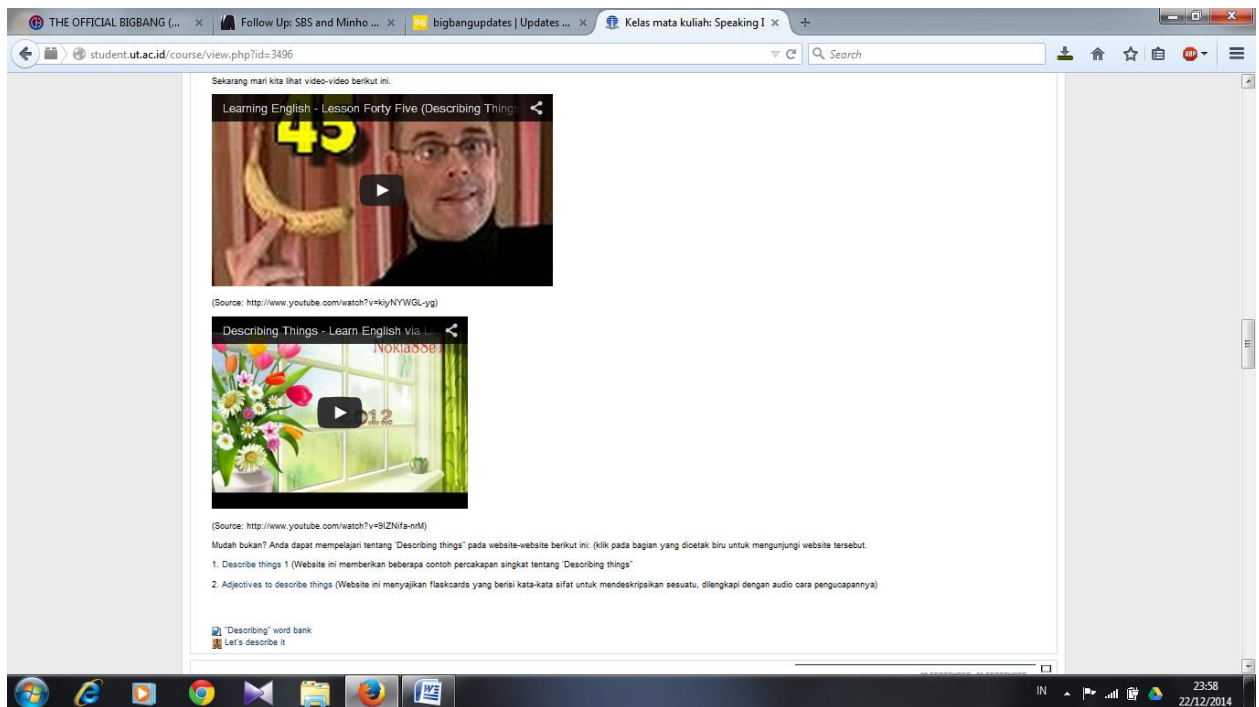 THE OFFICIAL BIGBANG (...
Follow Up: SBS and Minho ...
bigbangupdates | Updates ...
Kelas mata kuliah: Speaking I
student.ut.ac.id/course/view.php?id=3496
Search
Sekarang mari kita lihat video-video berikut ini.
Learning English - Lesson Forty Five (Describing Things
45
(Source: http://www.youtube.com/watch?v=kiyNYWGL-yg)
Describing Things - Learn English via Li
Nokia88e1
2012
(Source: http://www.youtube.com/watch?v=9IZNifa-nrM)
Mudah bukan? Anda dapat mempelajari tentang "Describing things" pada website-website berikut ini: (klik pada bagian yang dicetak biru untuk mengunjungi website tersebut.
1. Describe things 1 (Website ini memberikan beberapa contoh percakapan singkat tentang "Describing things"
2. Adjectives to describe things (Website ini menyajikan flaskcards yang berisi kata-kata sifat untuk mendeskripsikan sesuatu, dilengkapi dengan audio cara pengucapannya)
"Describing" word bank
Let's describe it
IN
23:58
22/12/2014